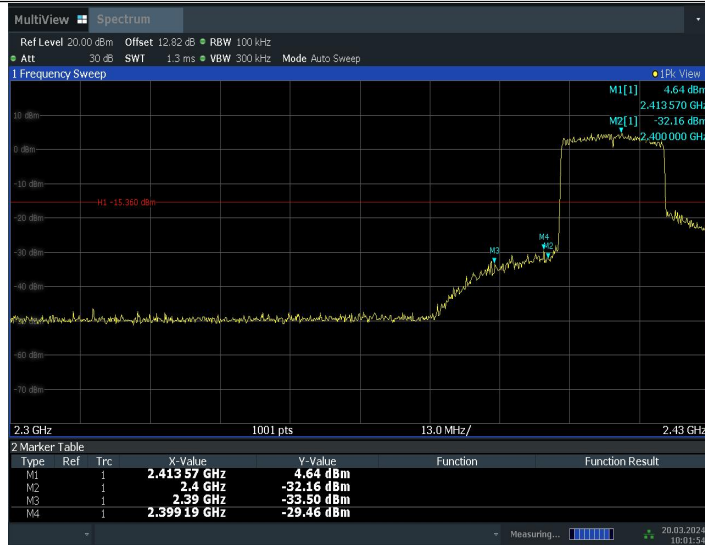 MultiView Spectrum
Ref Level 20.00 dBm Offset 12.82 dB RBW 100 kHz
Att 30 dB SWT 1.3 ms VBW 300 kHz Mode Auto Sweep
1 Frequency Sweep 1Pk View
M1[1] 4.64 dBm
2.413 570 GHz
M2[1] -32.16 dBm
2.400 000 GHz
10 dBm
0 dBm
-10 dBm
H1 -15.360 dBm
-20 dBm
-30 dBm
M4
M2
M3
-40 dBm
-60 dBm
-70 dBm
2.3 GHz 1001 pts 13.0 MHz/ 2.43 GHz
2 Marker Table
Type Ref Trc X-Value Y-Value Function Function Result
M1 1 2.413 57 GHz 4.64 dBm
M2 1 2.4 GHz -32.16 dBm
M3 1 2.39 GHz -33.50 dBm
M4 1 2.399 19 GHz -29.46 dBm
Measuring... 20.03.2024
10:01:54